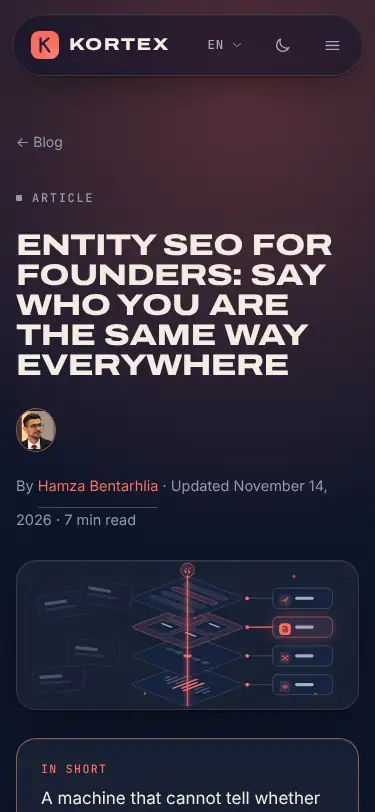 KORTEX
EN
← Blog
ARTICLE
ENTITY SEO FOR
FOUNDERS: SAY
WHO YOU ARE
THE SAME WAY
EVERYWHERE
By Hamza Bentarhlia · Updated November 14,
2026 · 7 min read
IN SHORT
A machine that cannot tell whether